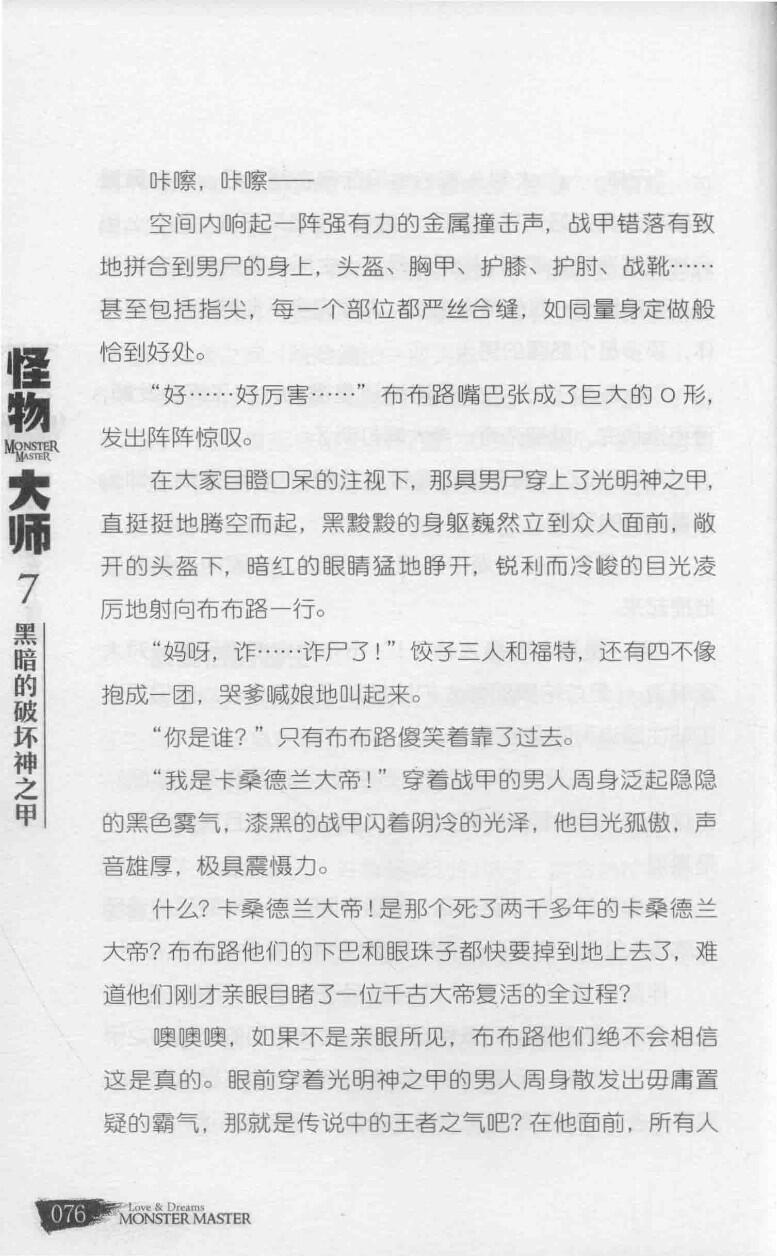 咔嚓，咔嚓——
空间内响起一阵强有力的金属撞击声，战甲错落有致
地拼合到男尸的身上，头盔、胸甲、护膝、护肘、战靴……
甚至包括指尖，每一个部位都严丝合缝，如同量身定做般
恰到好处。
“好……好厉害……”布布路嘴巴张成了巨大的O形，
发出阵阵惊叹。
在大家目瞪口呆的注视下，那具男尸穿上了光明神之甲，
直挺挺地腾空而起，黑黢黢的身躯巍然立到众人面前，敞
开的头盔下，暗红的眼睛猛地睁开，锐利而冷峻的目光凌
厉地射向布布路一行。
“妈呀，诈……诈尸了！”饺子三人和福特，还有四不像
抱成一团，哭爹喊娘地叫起来。
“你是谁？”只有布布路傻笑着靠了过去。
“我是卡桑德兰大帝！”穿着战甲的男人周身泛起隐隐
的黑色雾气，漆黑的战甲闪着阴冷的光泽，他目光孤傲，声
音雄厚，极具震慑力。
什么？卡桑德兰大帝！是那个死了两千多年的卡桑德兰
大帝？布布路他们的下巴和眼珠子都快要掉到地上去了，难
道他们刚才亲眼目睹了一位千古大帝复活的全过程？
噢噢噢，如果不是亲眼所见，布布路他们绝不会相信
这是真的。眼前穿着光明神之甲的男人周身散发出毋庸置
疑的霸气，那就是传说中的王者之气吧？在他面前，所有人
怪物
MONSTER
MASTER
大师
7
黑暗的破坏神之甲
076
Love & Dreams
MONSTER MASTER